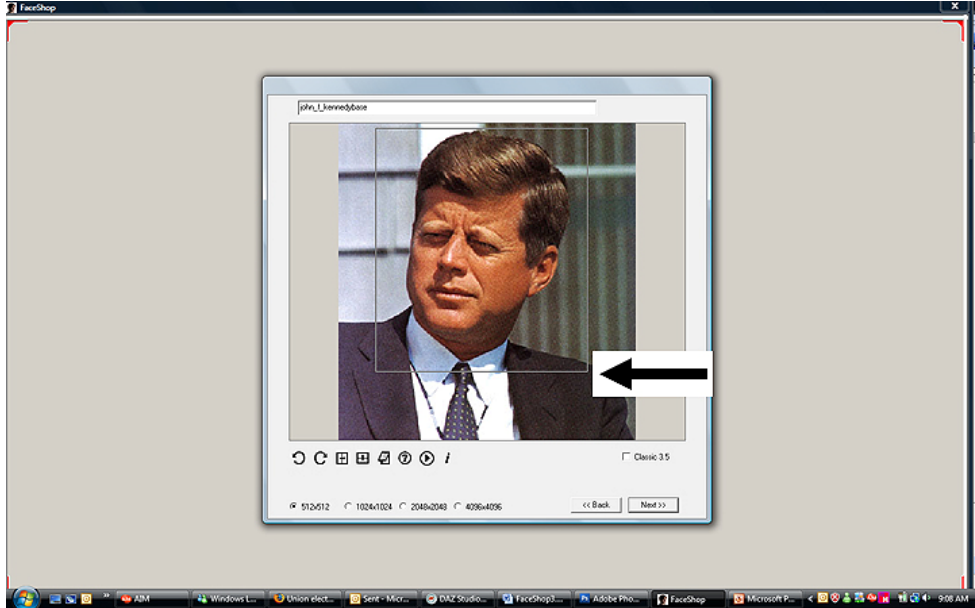 FaceShop
john_f_kennedybase
Classic 3.5
512x512 1024x1024 2048x2048 4096x4096 << Back Next >>
AIM Windows L... Union elect... Sent - Micr... DAZ Studio... FaceShop3.... Adobe Pho... FaceShop Microsoft P... 9:08 AM